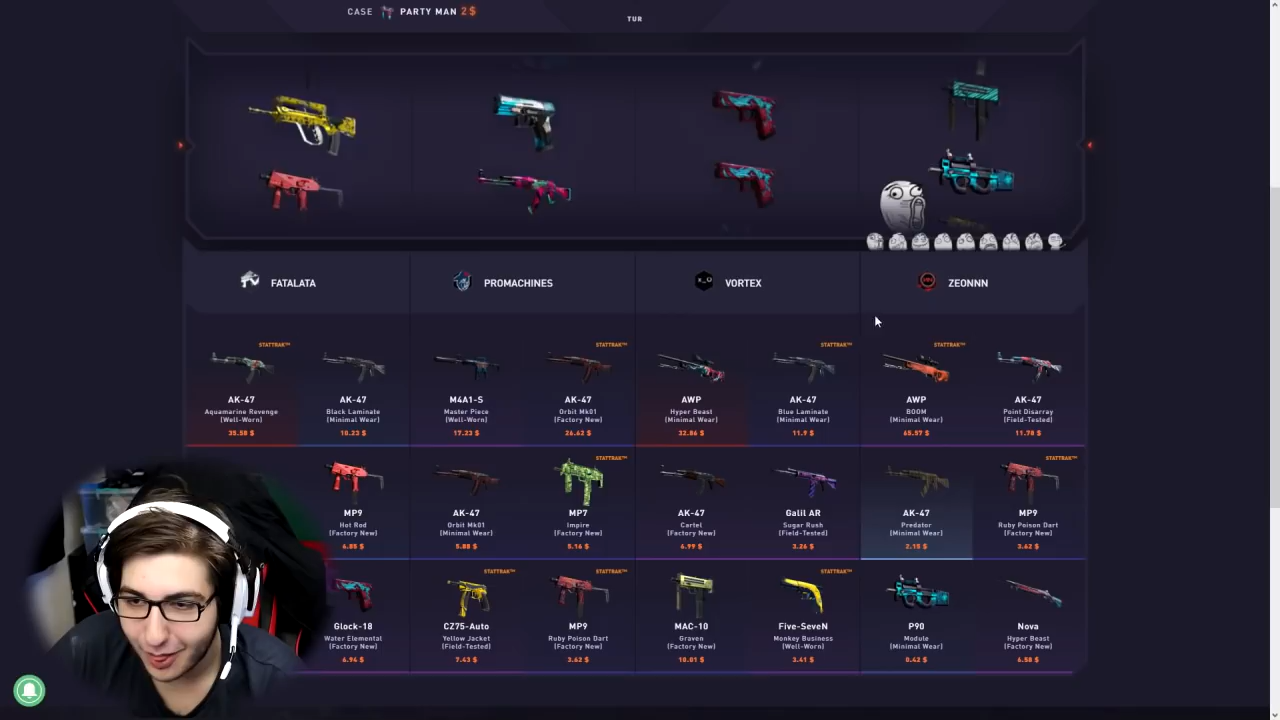 CASE PARTY MAN 2 $
TUR
FATALATA
PROMACHINES
VORTEX
ZEONNN
STATTRAK™
AK-47
Aquamarine Revenge
(Well-Worn)
35.58 $
AK-47
Black Laminate
(Minimal Wear)
10.23 $
M4A1-S
Master Piece
(Well-Worn)
17.23 $
STATTRAK™
AK-47
Orbit Mk01
(Factory New)
26.62 $
AWP
Hyper Beast
(Minimal Wear)
32.86 $
STATTRAK™
AK-47
Blue Laminate
(Minimal Wear)
11.9 $
STATTRAK™
AWP
BOOM
(Minimal Wear)
65.57 $
AK-47
Point Disarray
(Field-Tested)
11.78 $
MP9
Hot Rod
(Factory New)
6.85 $
AK-47
Orbit Mk01
(Minimal Wear)
5.88 $
STATTRAK™
MP7
Impire
(Factory New)
5.16 $
AK-47
Cartel
(Factory New)
6.99 $
STATTRAK™
Galil AR
Sugar Rush
(Field-Tested)
3.26 $
AK-47
Predator
(Minimal Wear)
2.15 $
STATTRAK™
MP9
Ruby Poison Dart
(Factory New)
3.62 $
Glock-18
Water Elemental
(Factory New)
6.94 $
STATTRAK™
CZ75-Auto
Yellow Jacket
(Field-Tested)
7.43 $
STATTRAK™
MP9
Ruby Poison Dart
(Factory New)
3.62 $
MAC-10
Graven
(Factory New)
10.01 $
STATTRAK™
Five-SeveN
Monkey Business
(Well-Worn)
3.41 $
P90
Module
(Minimal Wear)
0.42 $
Nova
Hyper Beast
(Factory New)
6.58 $